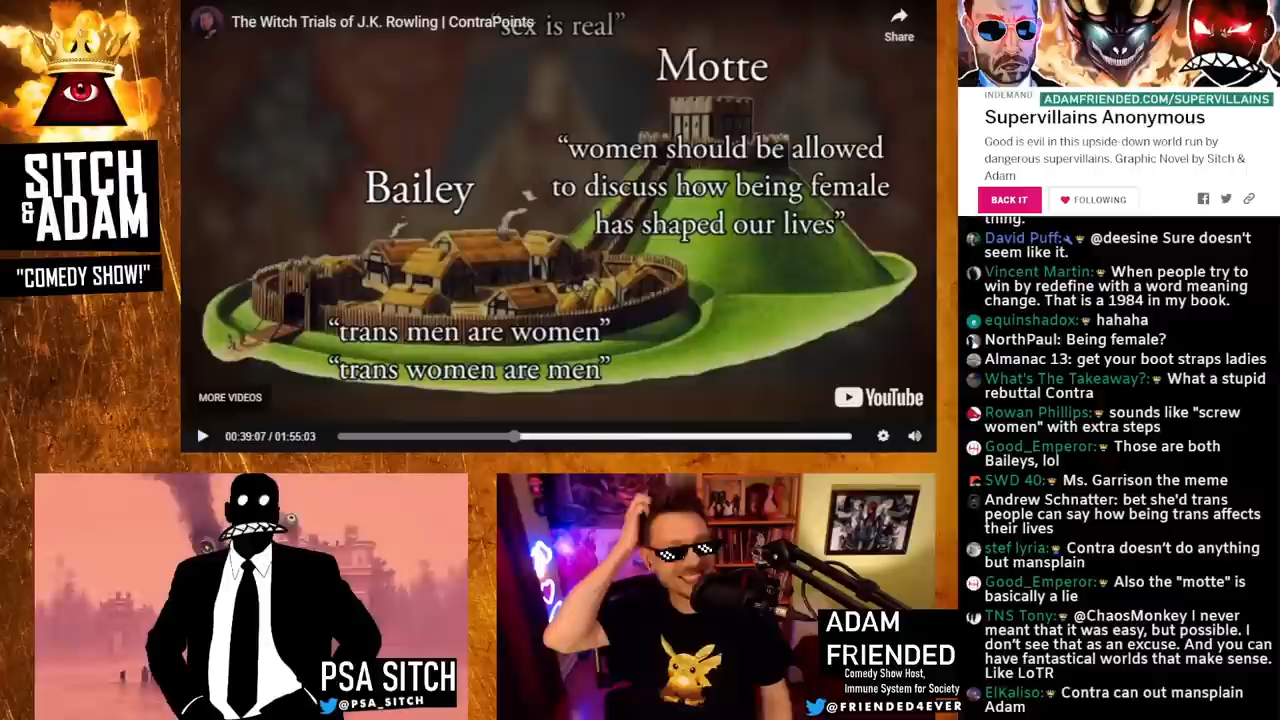 The Witch Trials of J.K. Rowling | ContraPoints
"sex is real"
Share
Motte
"women should be allowed
to discuss how being female
has shaped our lives"
Bailey
"trans men are women"
"trans women are men"
MORE VIDEOS
YouTube
00:39:07 / 01:55:03
SITCH
& ADAM
"COMEDY SHOW!"
PSA SITCH
@PSA_SITCH
ADAM
FRIENDED
Comedy Show Host,
Immune System for Society
@FRIENDED4EVER
INDEMAND
ADAMFRIENDED.COM/SUPERVILLAINS
Supervillains Anonymous
Good is evil in this upside-down world run by
dangerous supervillains. Graphic Novel by Sitch &
Adam
BACK IT
FOLLOWING
thing.
David Puff: @deesine Sure doesn't
seem like it.
Vincent Martin: When people try to
win by redefine with a word meaning
change. That is a 1984 in my book.
equinshadox: hahaha
NorthPaul: Being female?
Almanac 13: get your boot straps ladies
What's The Takeaway?: What a stupid
rebuttal Contra
Rowan Phillips: sounds like "screw
women" with extra steps
Good_Emperor: Those are both
Baileys, lol
SWD 40: Ms. Garrison the meme
Andrew Schnatter: bet she'd trans
people can say how being trans affects
their lives
stef lyria: Contra doesn't do anything
but mansplain
Good_Emperor: Also the "motte" is
basically a lie
TNS Tony: @ChaosMonkey I never
meant that it was easy, but possible. I
don't see that as an excuse. And you can
have fantastical worlds that make sense.
Like LoTR
ElKaliso: Contra can out mansplain
Adam